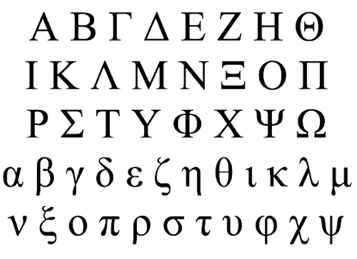 Α Β Γ Δ Ε Ζ Η Θ
Ι Κ Λ Μ Ν Ξ Ο Π
Ρ Σ Τ Υ Φ Χ Ψ Ω
α β γ δ ε ζ η θ ι κ λ μ
ν ξ ο π ρ σ τ υ φ χ ψ